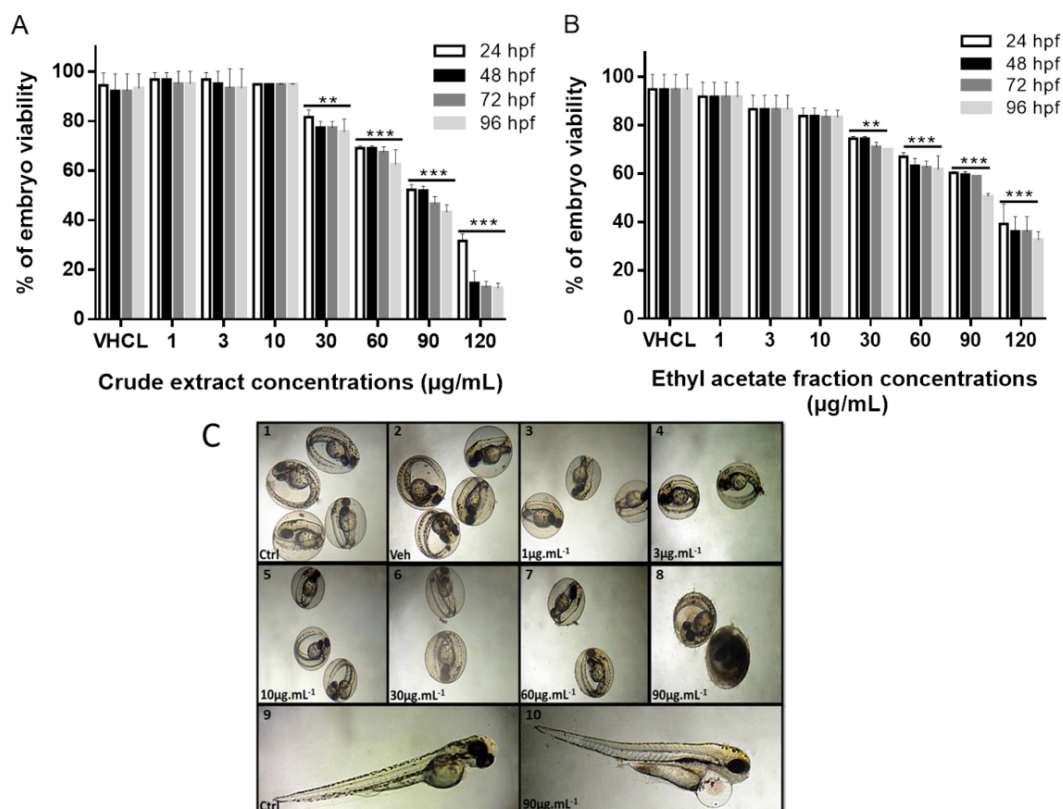 A
% of embryo viability
100
80
60
40
20
0
24 hpf
48 hpf
72 hpf
96 hpf
**
***
***
***
VHCL 1 3 10 30 60 90 120
Crude extract concentrations (µg/mL)
B
% of embryo viability
100
80
60
40
20
0
24 hpf
48 hpf
72 hpf
96 hpf
**
***
***
***
VHCL 1 3 10 30 60 90 120
Ethyl acetate fraction concentrations
(µg/mL)
C
1
Ctrl
2
Veh
3
1µg.mL⁻¹
4
3µg.mL⁻¹
5
10µg.mL⁻¹
6
30µg.mL⁻¹
7
60µg.mL⁻¹
8
90µg.mL⁻¹
9
Ctrl
10
90µg.mL⁻¹